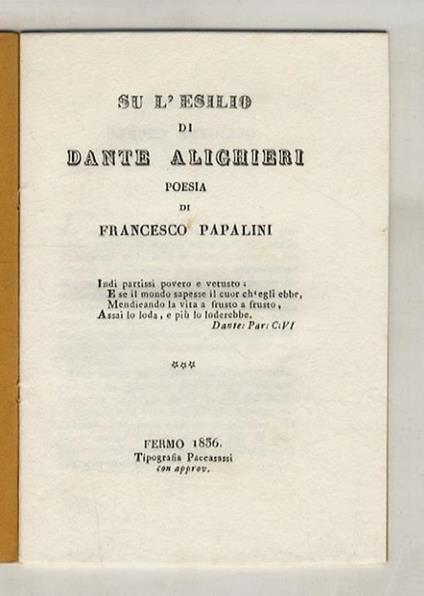 SU L'ESILIO
DI
DANTE ALIGHIERI
POESIA
DI
FRANCESCO PAPALINI
Indi partissi povero e vetusto:
E se il mondo sapesse il cuor ch'egli ebbe,
Mendicando la vita a frusto a frusto,
Assai lo loda, e più lo loderebbe.
Dante: Par: C:VI
FERMO 1836.
Tipografia Paccasassi
con approv.